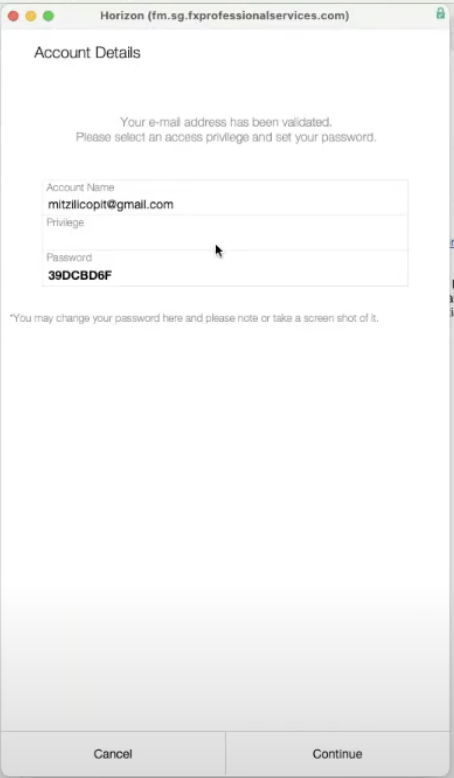 Horizon (fm.sg.fxprofessionalservices.com)
Account Details
Your e-mail address has been validated.
Please select an access privilege and set your password.
Account Name
mitzilicopit@gmail.com
Privilege
Password
39DCBD6F
*You may change your password here and please note or take a screen shot of it.
Cancel
Continue